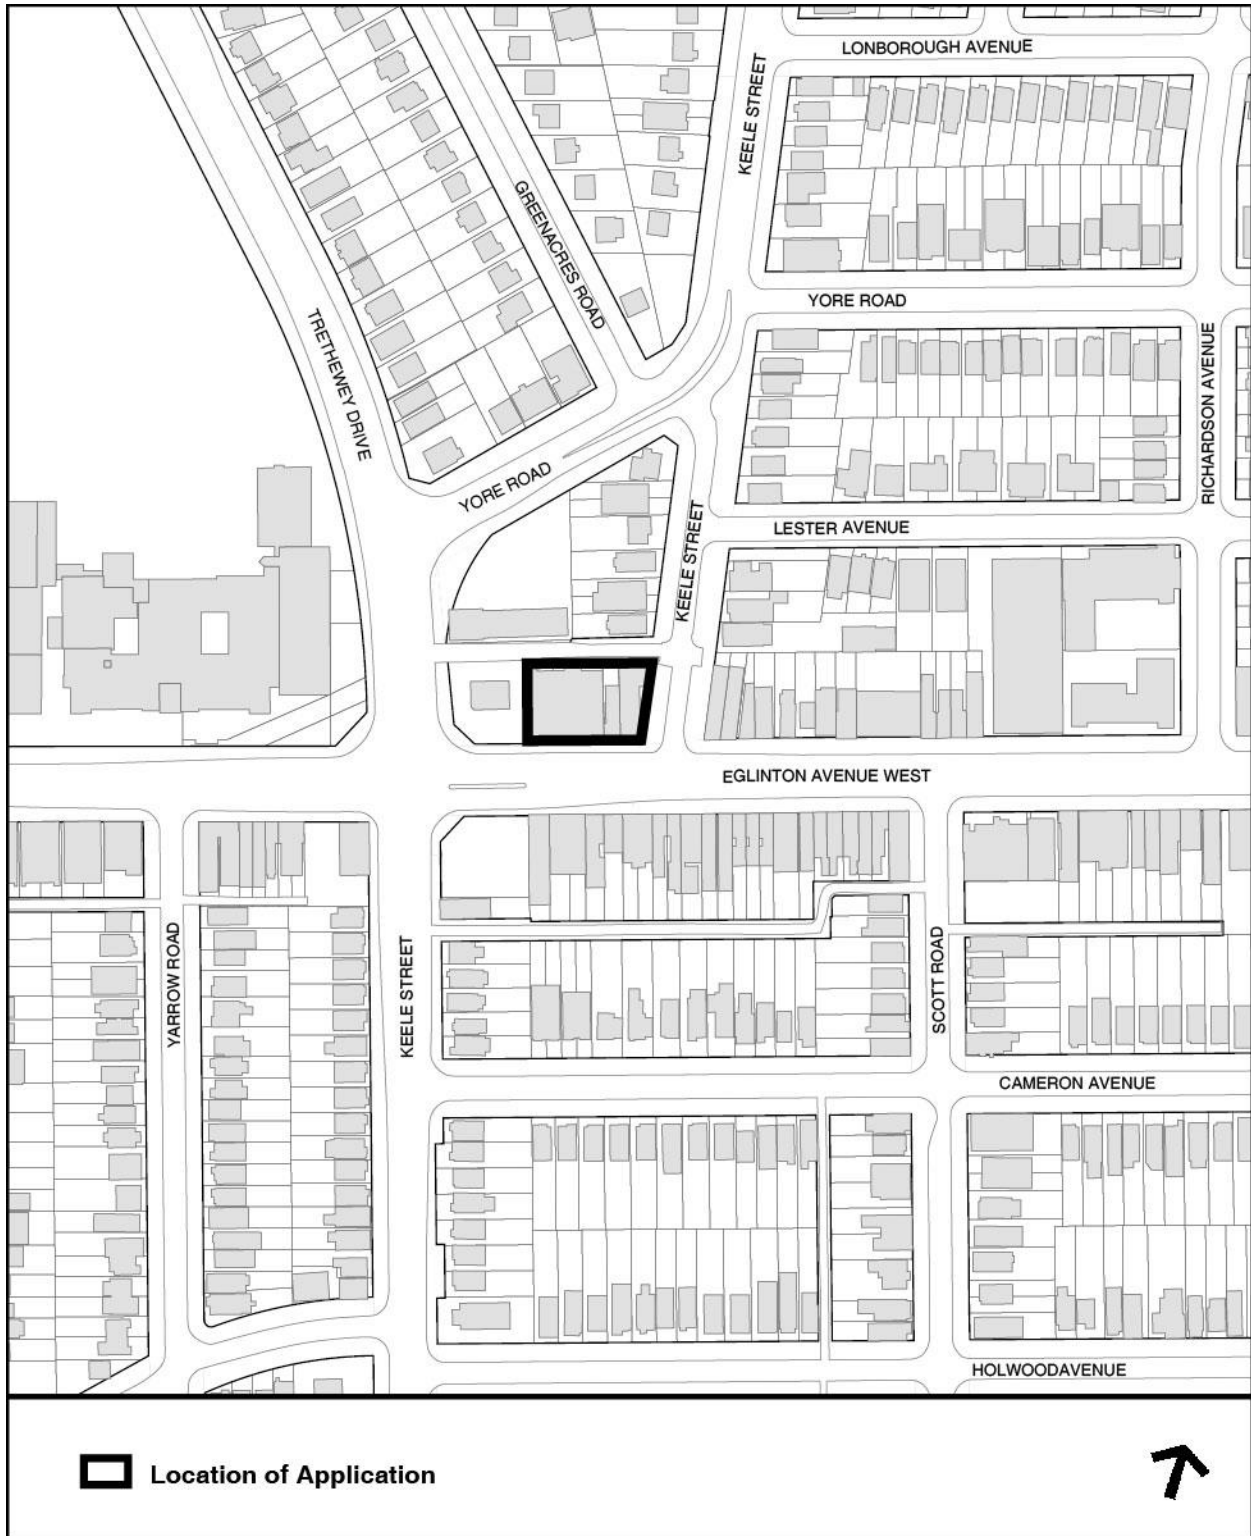 LONBOROUGH AVENUE
KEELE STREET
GREENACRES ROAD
YORE ROAD
TRETHEWEY DRIVE
RICHARDSON AVENUE
YORE ROAD
LESTER AVENUE
KEELE STREET
EGLINTON AVENUE WEST
YARROW ROAD
KEELE STREET
SCOTT ROAD
CAMERON AVENUE
HOLWOODAVENUE
Location of Application